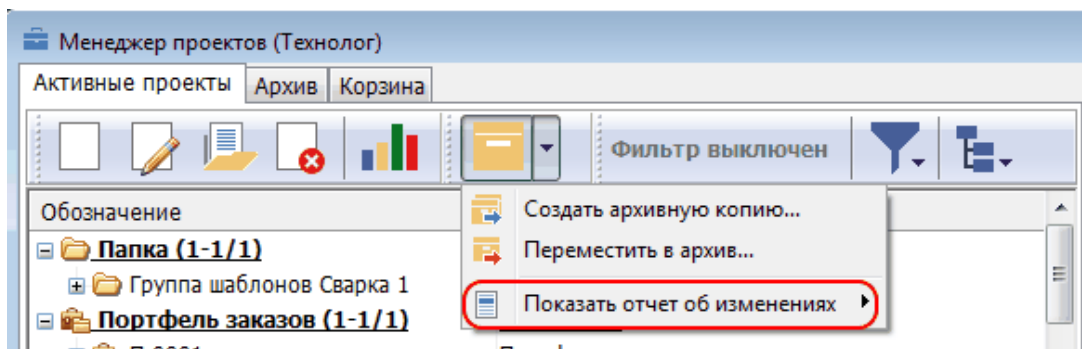 Менеджер проектов (Технолог)
Активные проекты Архив Корзина
Фильтр выключен
Обозначение
Создать архивную копию...
Папка (1-1/1)
Переместить в архив...
Группа шаблонов Сварка 1
Показать отчет об изменениях
Портфель заказов (1-1/1)